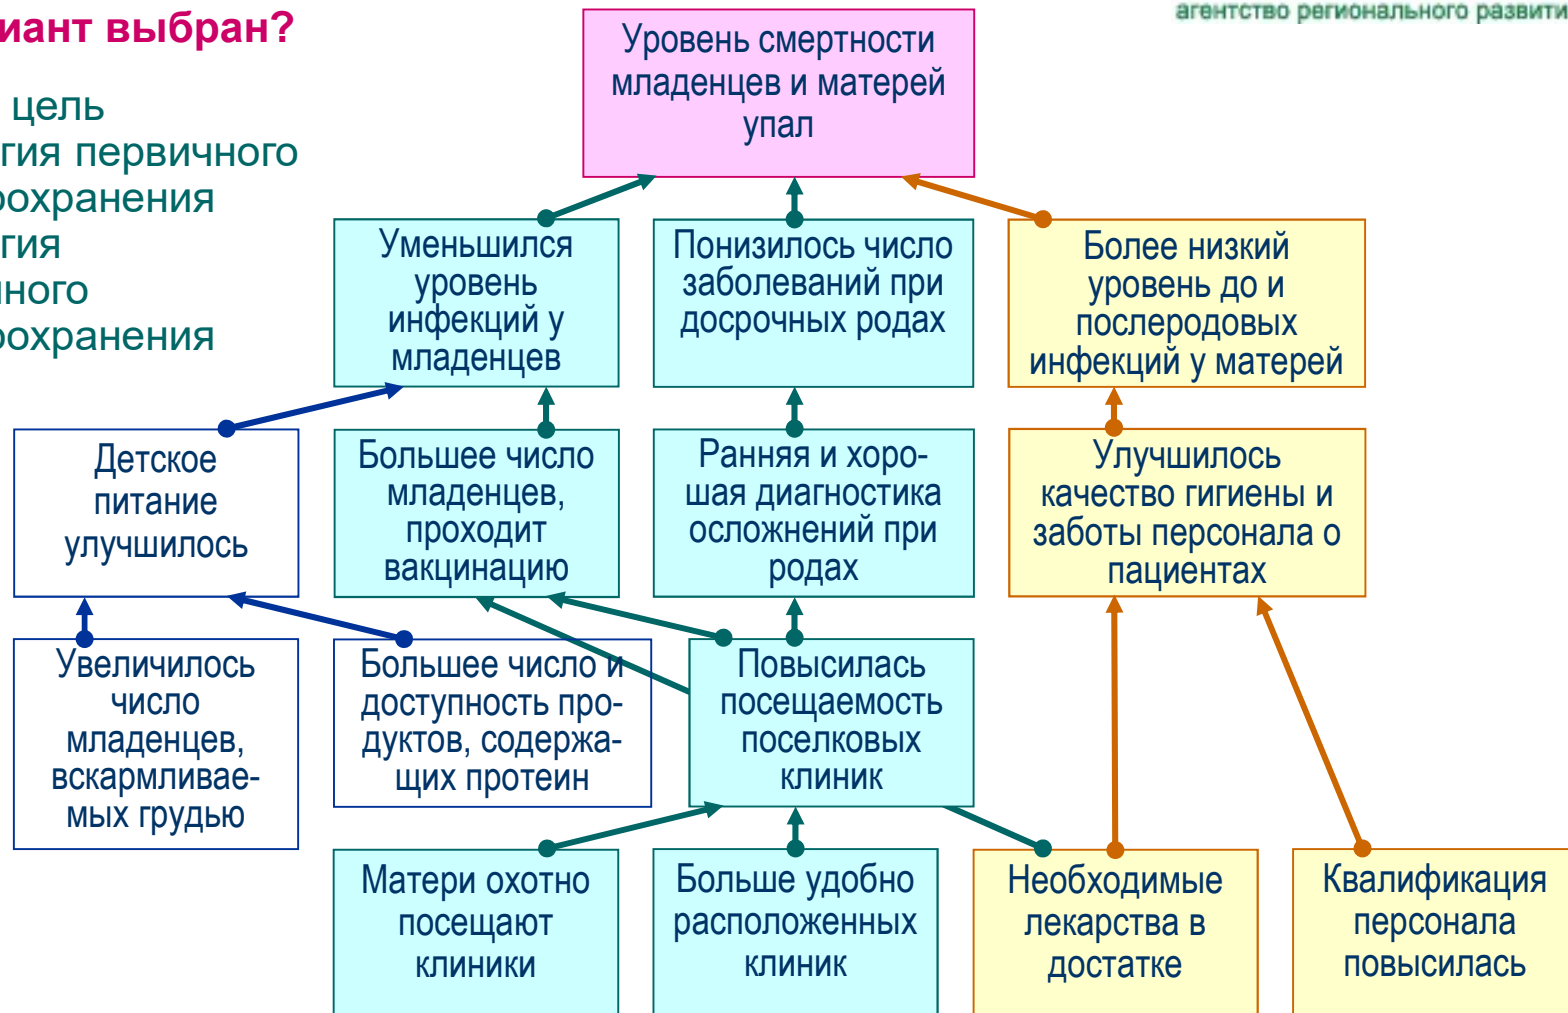 иант выбран?
агентство регионального развити
цель
гия первичного
оохранения
гия
ного
оохранения
Уровень смертности
младенцев и матерей
упал
Уменьшился
уровень
инфекций у
младенцев
Понизилось число
заболеваний при
досрочных родах
Более низкий
уровень до и
послеродовых
инфекций у матерей
Детское
питание
улучшилось
Большее число
младенцев,
проходит
вакцинацию
Ранняя и хоро-
шая диагностика
осложнений при
родах
Улучшилось
качество гигиены и
заботы персонала о
пациентах
Увеличилось
число
младенцев,
вскармливае-
мых грудью
Большее число и
доступность про-
дуктов, содержа-
щих протеин
Повысилась
посещаемость
поселковых
клиник
Матери охотно
посещают
клиники
Больше удобно
расположенных
клиник
Необходимые
лекарства в
достатке
Квалификация
персонала
повысилась